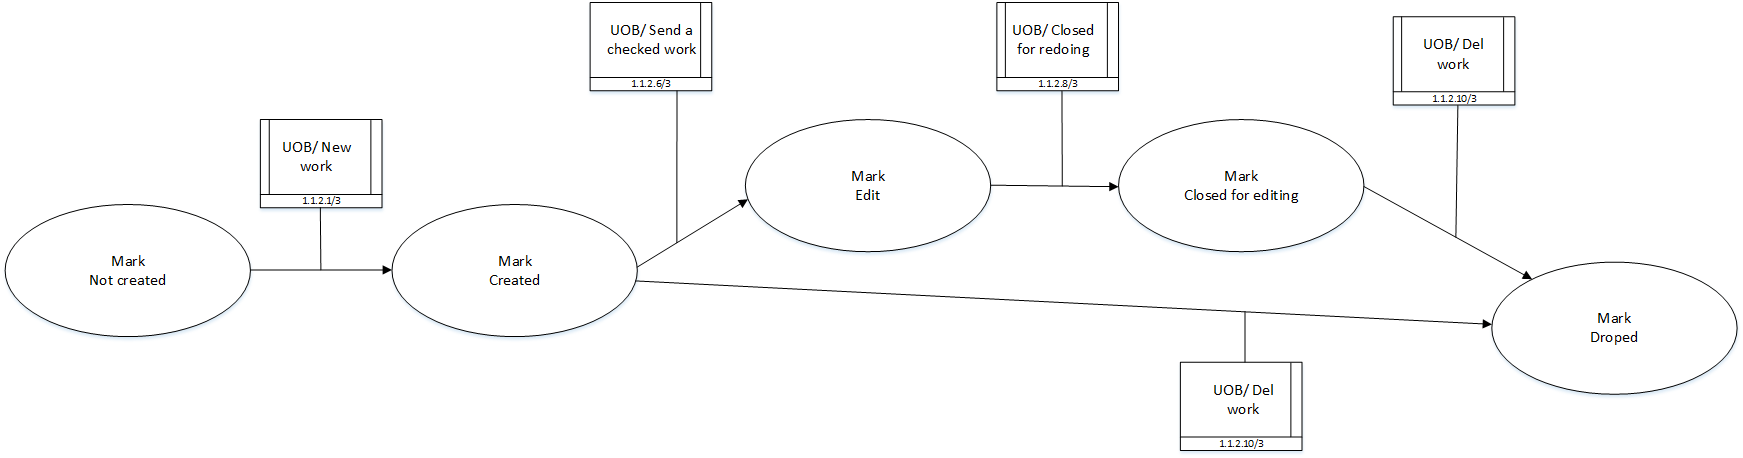 UOB/ Send a
checked work
1.1.2.6/3
UOB/ Closed
for redoing
1.1.2.8/3
UOB/ Del
work
1.1.2.10/3
UOB/ New
work
1.1.2.1/3
Mark
Not created
Mark
Created
Mark
Edit
Mark
Closed for editing
Mark
Droped
UOB/ Del
work
1.1.2.10/3